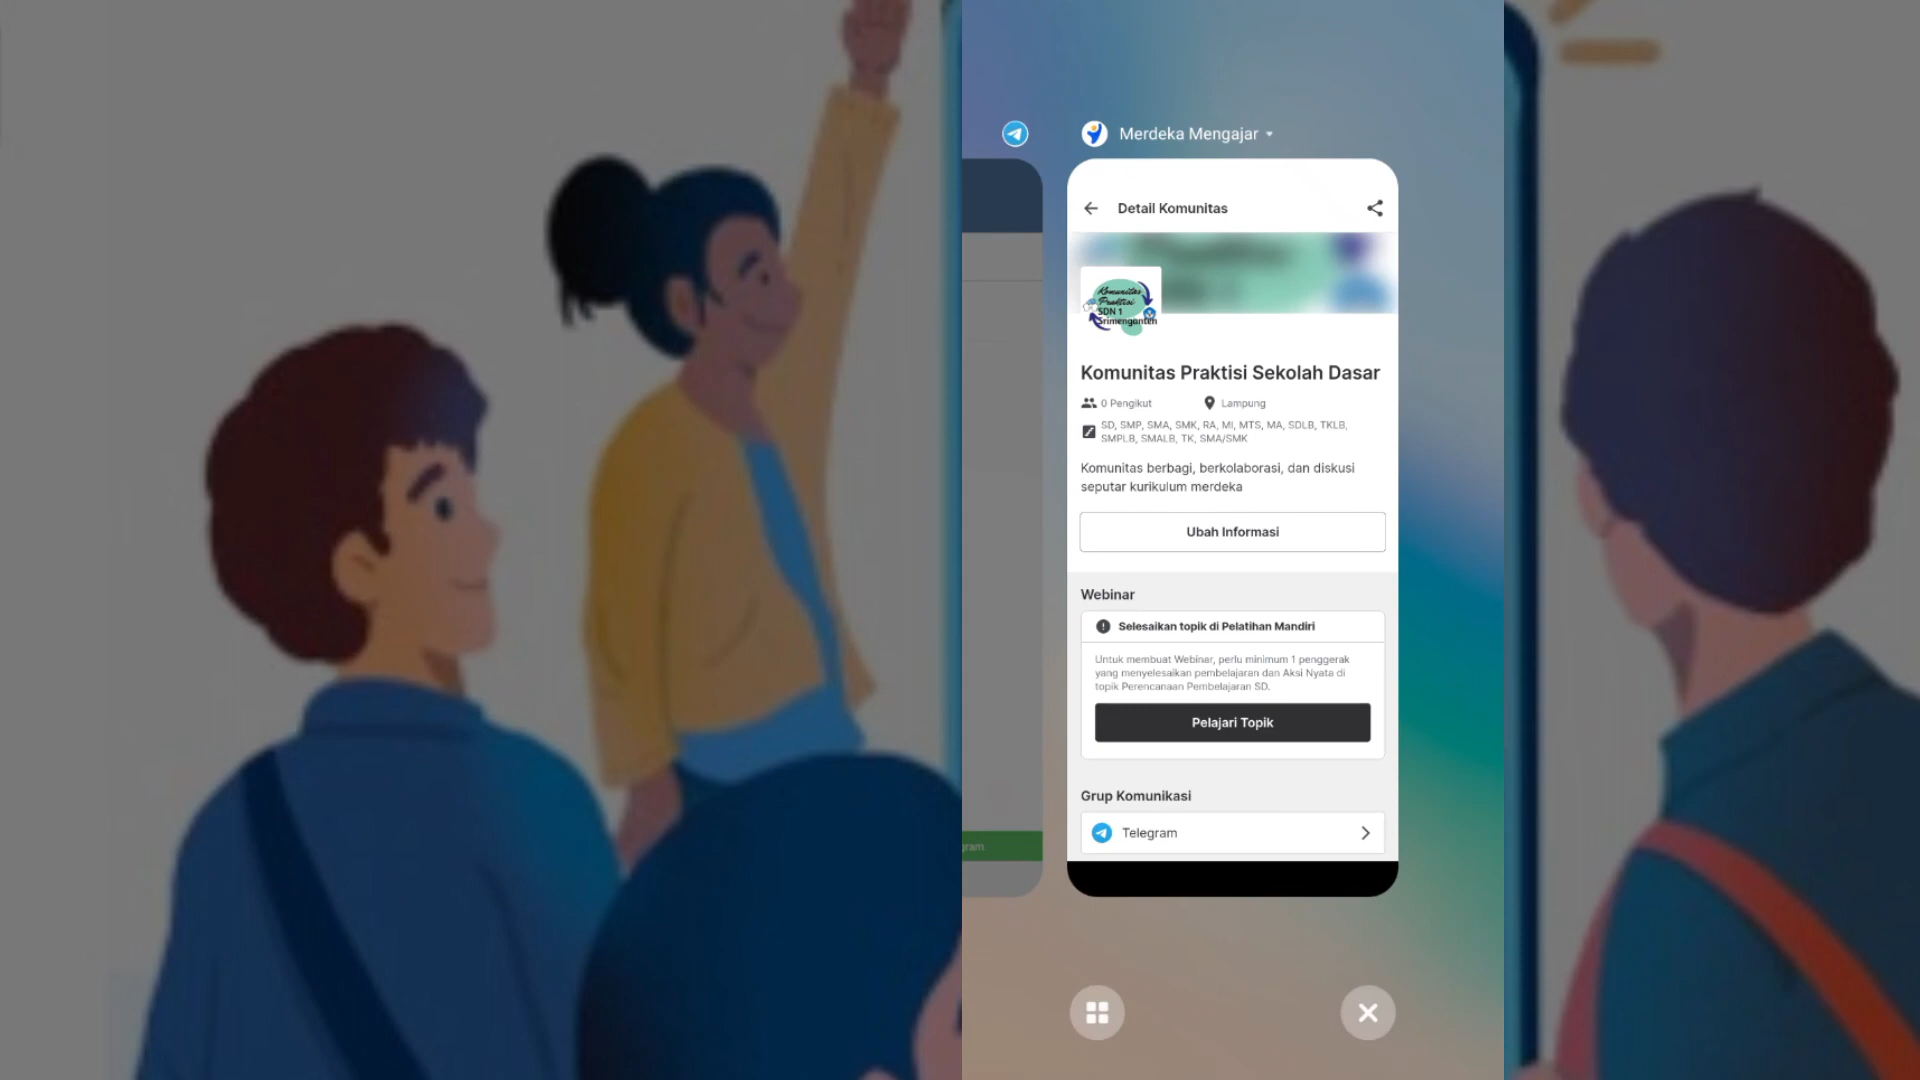 Merdeka Mengajar
Detail Komunitas
Komunitas
Praktisi
SDN 1
Srimenganten
Komunitas Praktisi Sekolah Dasar
0 Pengikut
Lampung
SD, SMP, SMA, SMK, RA, MI, MTS, MA, SDLB, TKLB,
SMPLB, SMALB, TK, SMA/SMK
Komunitas berbagi, berkolaborasi, dan diskusi
seputar kurikulum merdeka
Ubah Informasi
Webinar
Selesaikan topik di Pelatihan Mandiri
Untuk membuat Webinar, perlu minimum 1 penggerak
yang menyelesaikan pembelajaran dan Aksi Nyata di
topik Perencanaan Pembelajaran SD.
Pelajari Topik
Grup Komunikasi
Telegram
gram.